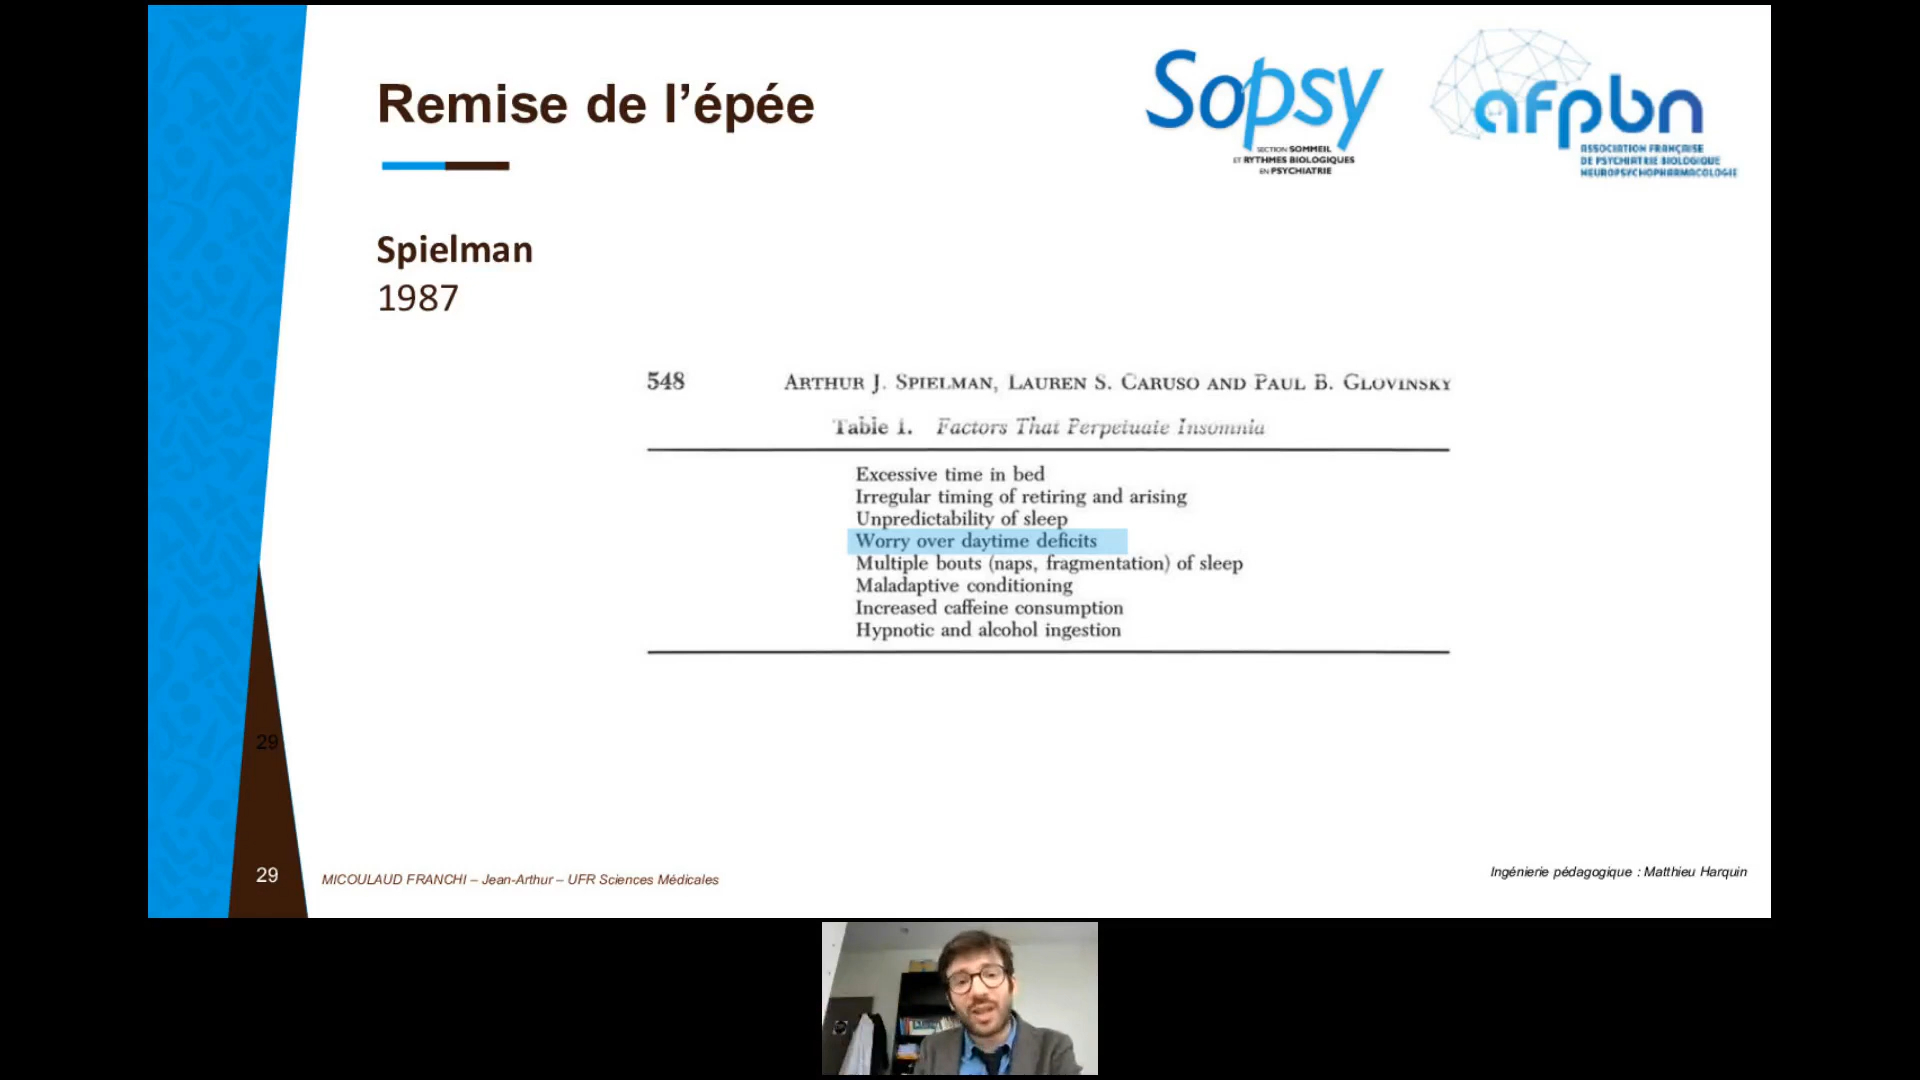 Remise de l’épée
Sopsy
SECTION SOMMEIL
ET RYTHMES BIOLOGIQUES
EN PSYCHIATRIE
afpbn
ASSOCIATION FRANÇAISE
DE PSYCHIATRIE BIOLOGIQUE
NEUROPSYCHOPHARMACOLOGIE
Spielman
1987
548 ARTHUR J. SPIELMAN, LAUREN S. CARUSO AND PAUL B. GLOVINSKY
Table 1. Factors That Perpetuate Insomnia
Excessive time in bed
Irregular timing of retiring and arising
Unpredictability of sleep
Worry over daytime deficits
Multiple bouts (naps, fragmentation) of sleep
Maladaptive conditioning
Increased caffeine consumption
Hypnotic and alcohol ingestion
29
29
MICOULAUD FRANCHI – Jean-Arthur – UFR Sciences Médicales
Ingénierie pédagogique : Matthieu Harquin